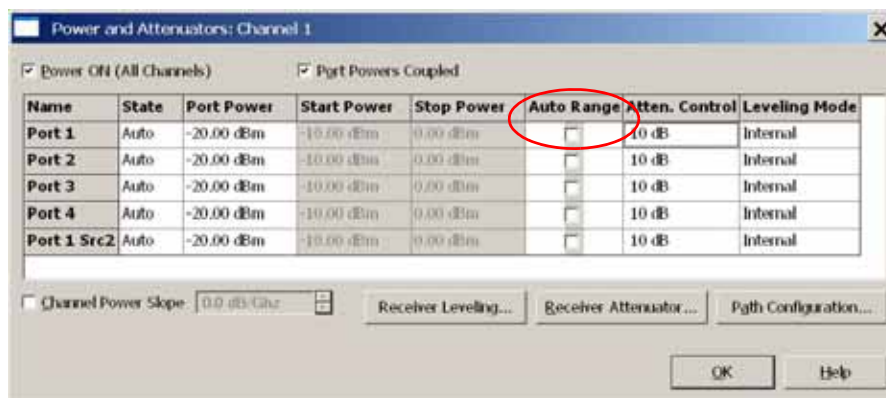 Power and Attenuators: Channel 1
Power ON (All Channels) Port Powers Coupled
Name State Port Power Start Power Stop Power Auto Range Atten. Control Leveling Mode
Port 1 Auto -20.00 dBm -10.00 dBm 0.00 dBm 10 dB Internal
Port 2 Auto -20.00 dBm -10.00 dBm 0.00 dBm 10 dB Internal
Port 3 Auto -20.00 dBm -10.00 dBm 0.00 dBm 10 dB Internal
Port 4 Auto -20.00 dBm -10.00 dBm 0.00 dBm 10 dB Internal
Port 1 Src2 Auto -20.00 dBm -10.00 dBm 0.00 dBm 10 dB Internal
Channel Power Slope 0.0 dB/Ghz Receiver Leveling... Receiver Attenuator... Path Configuration...
OK Help